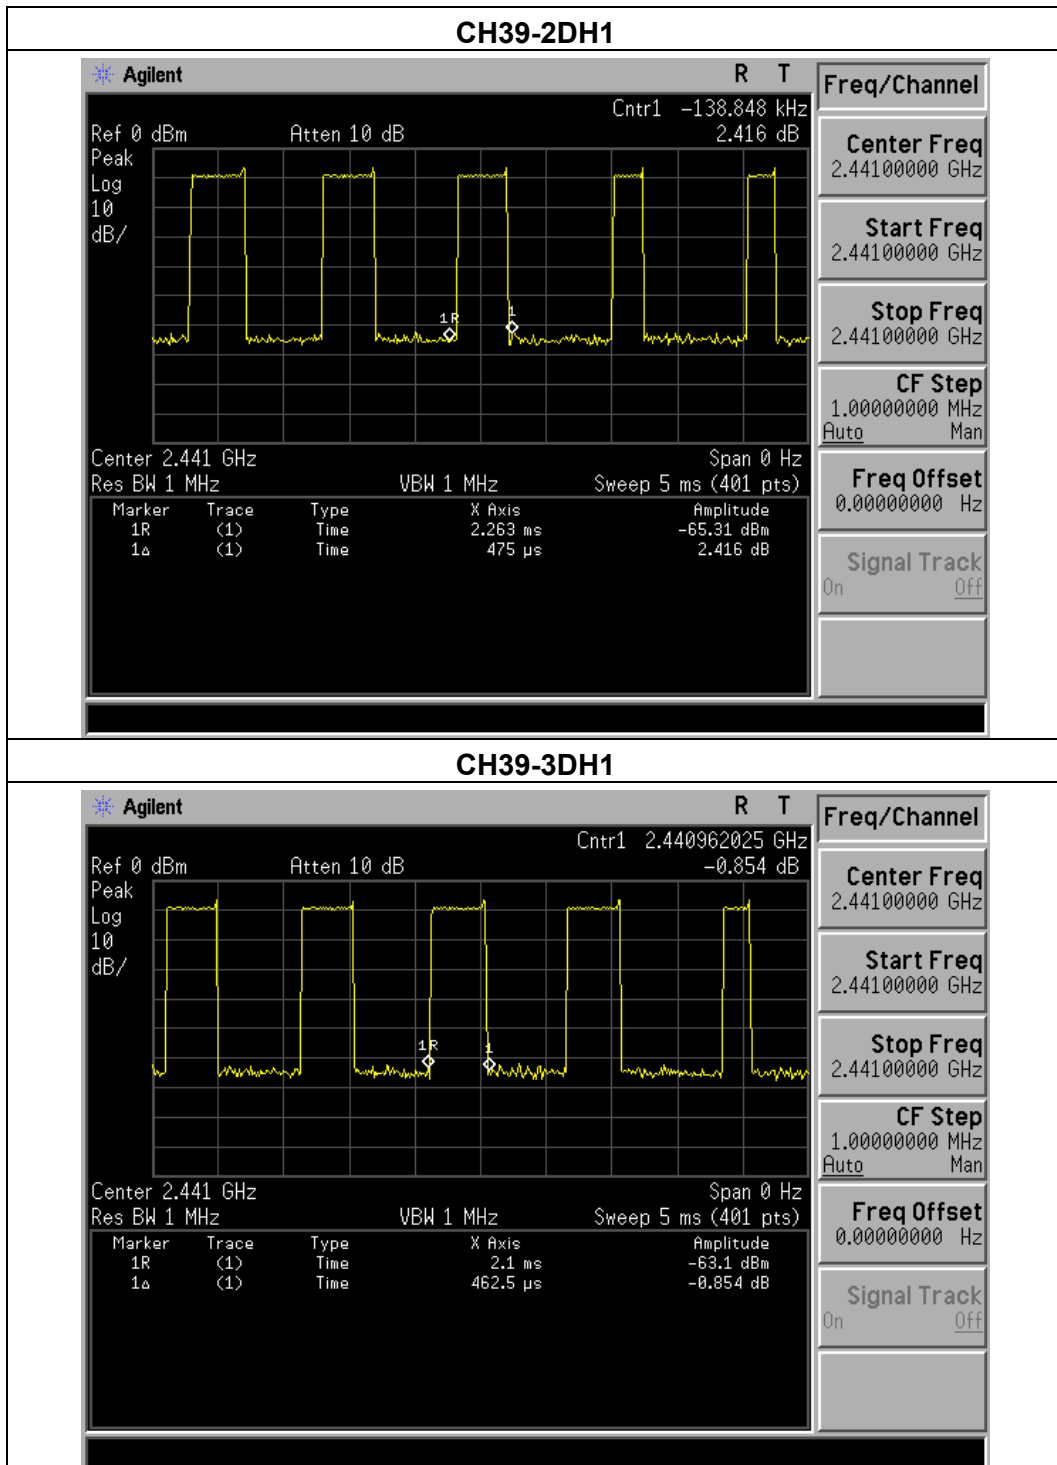 CH39-2DH1
Agilent R T
Cntr1 -138.848 kHz
Ref 0 dBm Atten 10 dB 2.416 dB
Peak
Log
10
dB/
1R
1
Center 2.441 GHz Span 0 Hz
Res BW 1 MHz VBW 1 MHz Sweep 5 ms (401 pts)
Marker Trace Type X Axis Amplitude
1R (1) Time 2.263 ms -65.31 dBm
1Δ (1) Time 475 µs 2.416 dB
Freq/Channel
Center Freq
2.44100000 GHz
Start Freq
2.44100000 GHz
Stop Freq
2.44100000 GHz
CF Step
1.00000000 MHz
Auto Man
Freq Offset
0.00000000 Hz
Signal Track
On Off
CH39-3DH1
Agilent R T
Cntr1 2.440962025 GHz
Ref 0 dBm Atten 10 dB -0.854 dB
Peak
Log
10
dB/
1R
1
Center 2.441 GHz Span 0 Hz
Res BW 1 MHz VBW 1 MHz Sweep 5 ms (401 pts)
Marker Trace Type X Axis Amplitude
1R (1) Time 2.1 ms -63.1 dBm
1Δ (1) Time 462.5 µs -0.854 dB
Freq/Channel
Center Freq
2.44100000 GHz
Start Freq
2.44100000 GHz
Stop Freq
2.44100000 GHz
CF Step
1.00000000 MHz
Auto Man
Freq Offset
0.00000000 Hz
Signal Track
On Off